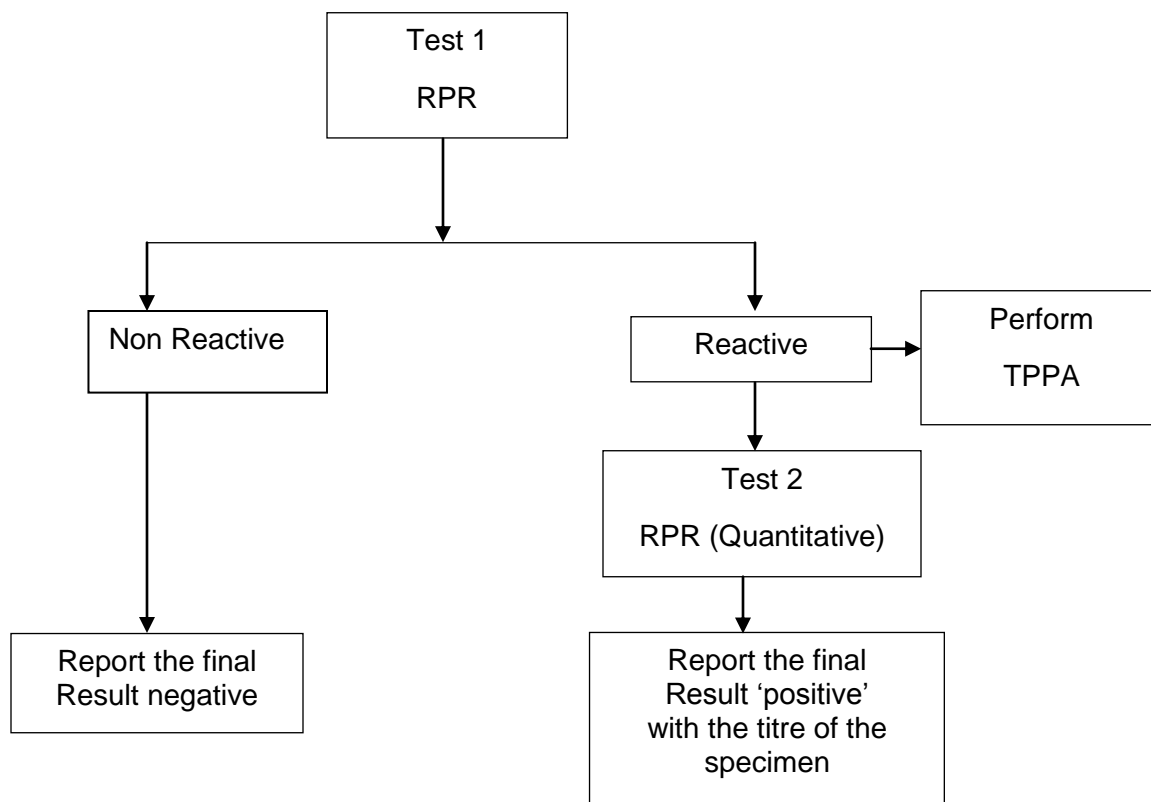 Test 1
RPR
Non Reactive
Reactive
Perform
TPPA
Test 2
RPR (Quantitative)
Report the final
Result negative
Report the final
Result ‘positive’
with the titre of the
specimen